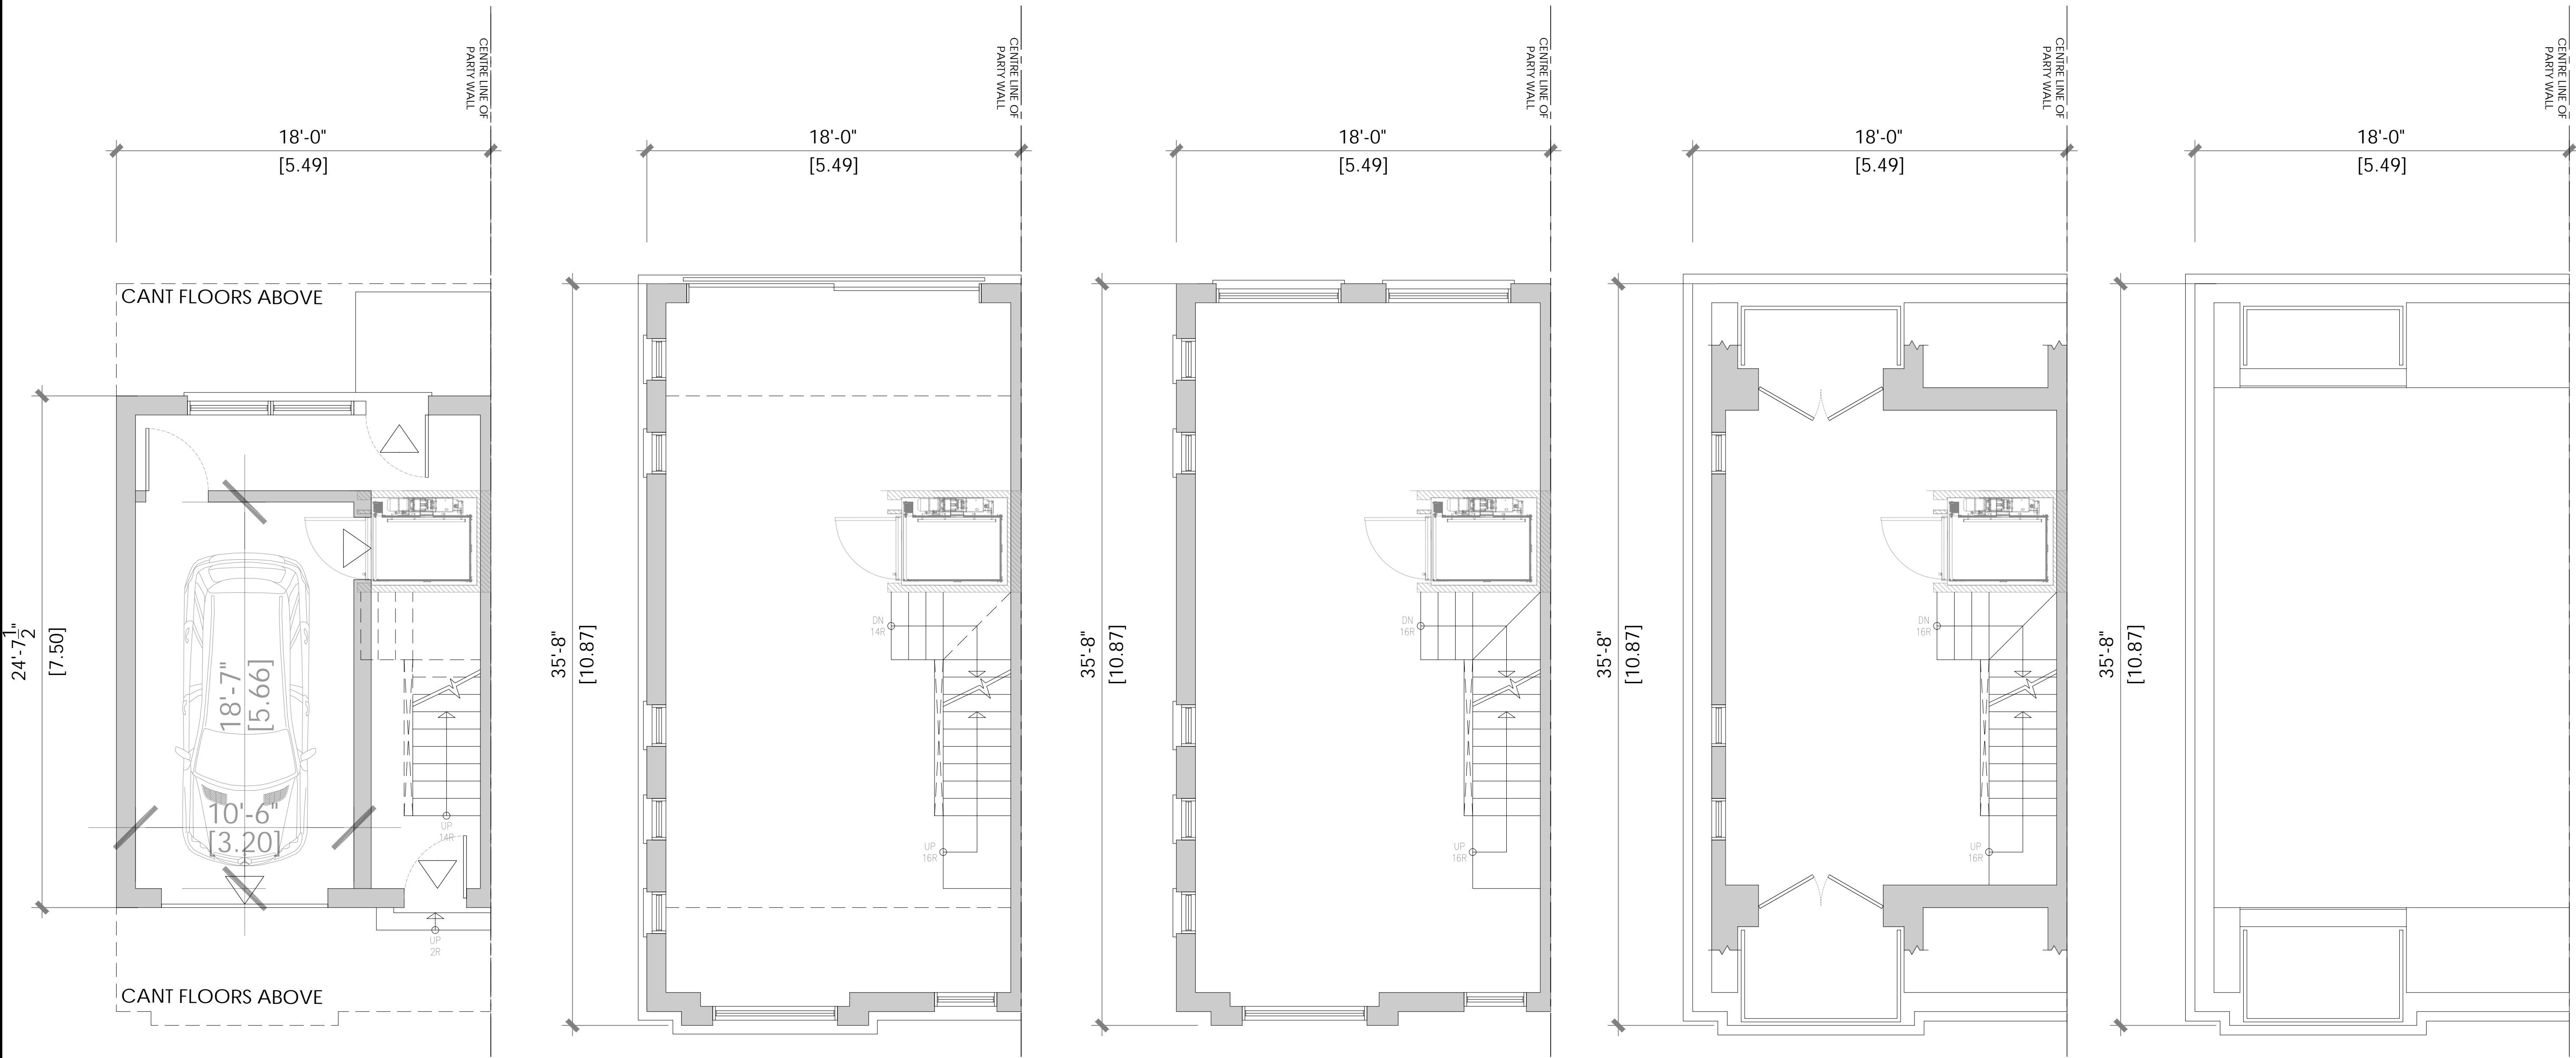 CENTRE LINE OF
PARTY WALL
18'-0"
[5.49]
CANT FLOORS ABOVE
24'-7 1/2"
[7.50]
18'-7"
[5.66]
10'-6"
[3.20]
UP
14R
UP
2R
CANT FLOORS ABOVE
CENTRE LINE OF
PARTY WALL
18'-0"
[5.49]
35'-8"
[10.87]
DN
14R
UP
16R
CENTRE LINE OF
PARTY WALL
18'-0"
[5.49]
35'-8"
[10.87]
DN
16R
UP
16R
CENTRE LINE OF
PARTY WALL
18'-0"
[5.49]
35'-8"
[10.87]
DN
16R
UP
16R
CENTRE LINE OF
PARTY WALL
18'-0"
[5.49]
35'-8"
[10.87]